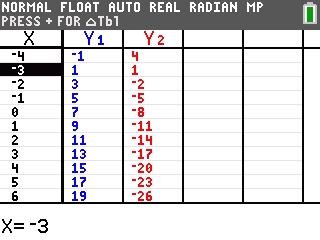 NORMAL FLOAT AUTO REAL RADIAN MP
PRESS + FOR △Tbl
X Y1 Y2
-4 -1 4
-3 1 1
-2 3 -2
-1 5 -5
0 7 -8
1 9 -11
2 11 -14
3 13 -17
4 15 -20
5 17 -23
6 19 -26
X=-3